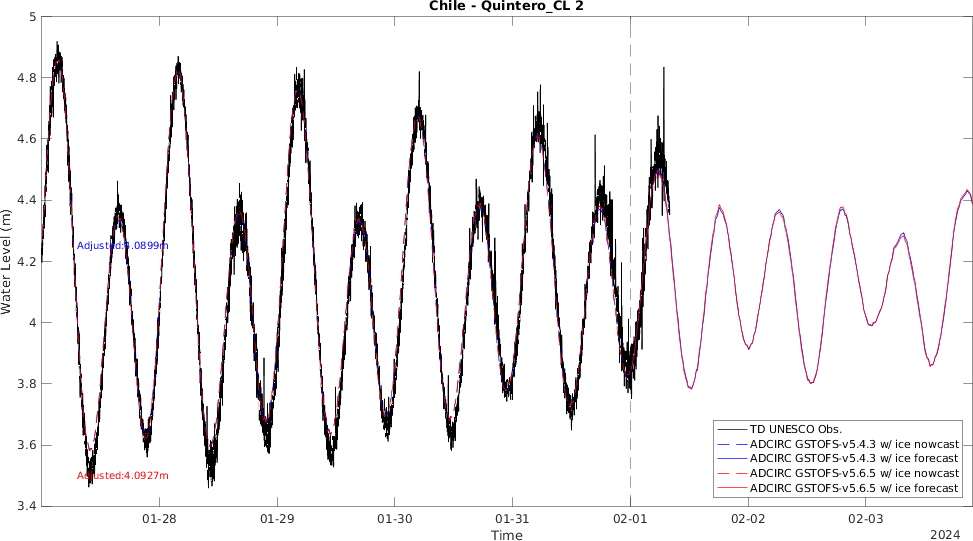 Chile - Quintero_CL 2
Water Level (m)
5
4.8
4.6
4.4
4.2
4
3.8
3.6
3.4
Adjusted:4.0899m
Adjusted:4.0927m
TD UNESCO Obs.
ADCIRC GSTOFS-v5.4.3 w/ ice nowcast
ADCIRC GSTOFS-v5.4.3 w/ ice forecast
ADCIRC GSTOFS-v5.6.5 w/ ice nowcast
ADCIRC GSTOFS-v5.6.5 w/ ice forecast
01-28
01-29
01-30
01-31
02-01
02-02
02-03
Time
2024